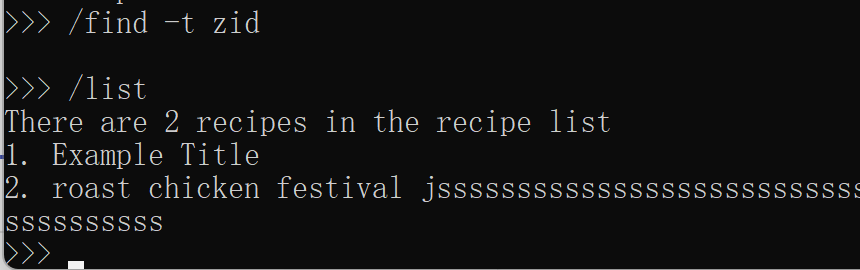 >>> /find -t zid
>>> /list
There are 2 recipes in the recipe list
1. Example Title
2. roast chicken festival jsssssssssssssssssssssssssss
ssssssssss
>>>